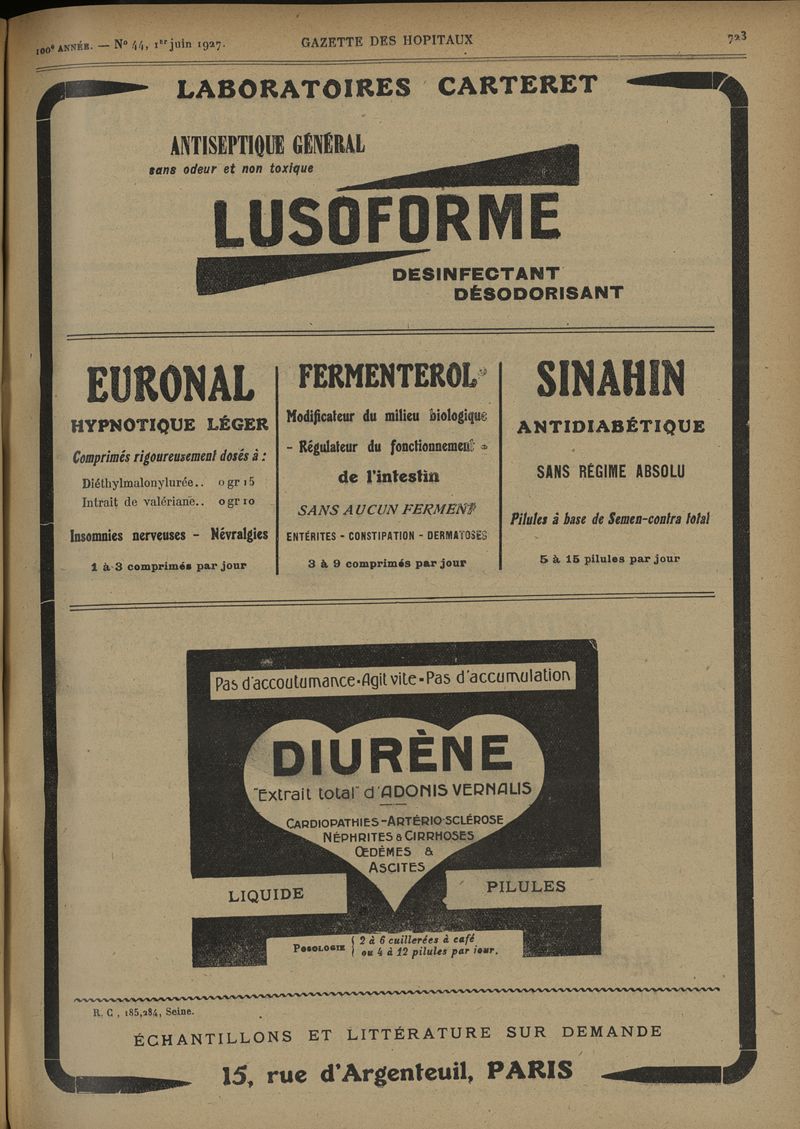 100e ANNÉE. — No 44, 1er juin 1927.
GAZETTE DES HOPITAUX
723
LABORATOIRES CARTERET
ANTISEPTIQUE GÉNÉRAL
sans odeur et non toxique
LUSOFORME
DESINFECTANT
DÉSODORISANT
EURONAL
HYPNOTIQUE LÉGER
Comprimés rigoureusement dosés à :
Diéthylmalonylurée.. 0 gr 15
Intrait de valériane.. 0 gr 10
Insomnies nerveuses - Névralgies
1 à 3 comprimés par jour
FERMENTEROL
Modificateur du milieu biologique
- Régulateur du fonctionnement -
de l'intestin
SANS AUCUN FERMENT
ENTÉRITES - CONSTIPATION - DERMATOSES
3 à 9 comprimés par jour
SINAHIN
ANTIDIABÉTIQUE
SANS RÉGIME ABSOLU
Pilules à base de Semen-contra total
5 à 15 pilules par jour
Pas d'accoutumance - Agit vite - Pas d'accumulation
DIURÈNE
"Extrait total" d'ADONIS VERNALIS
CARDIOPATHIES - ARTÉRIO-SCLÉROSE
NÉPHRITES & CIRRHOSES
ŒDÈMES &
ASCITES
LIQUIDE
PILULES
POSOLOGIE { 2 à 6 cuillerées à café
ou 4 à 12 pilules par jour.
R. C, 185,284, Seine.
ÉCHANTILLONS ET LITTÉRATURE SUR DEMANDE
15, rue d'Argenteuil, PARIS